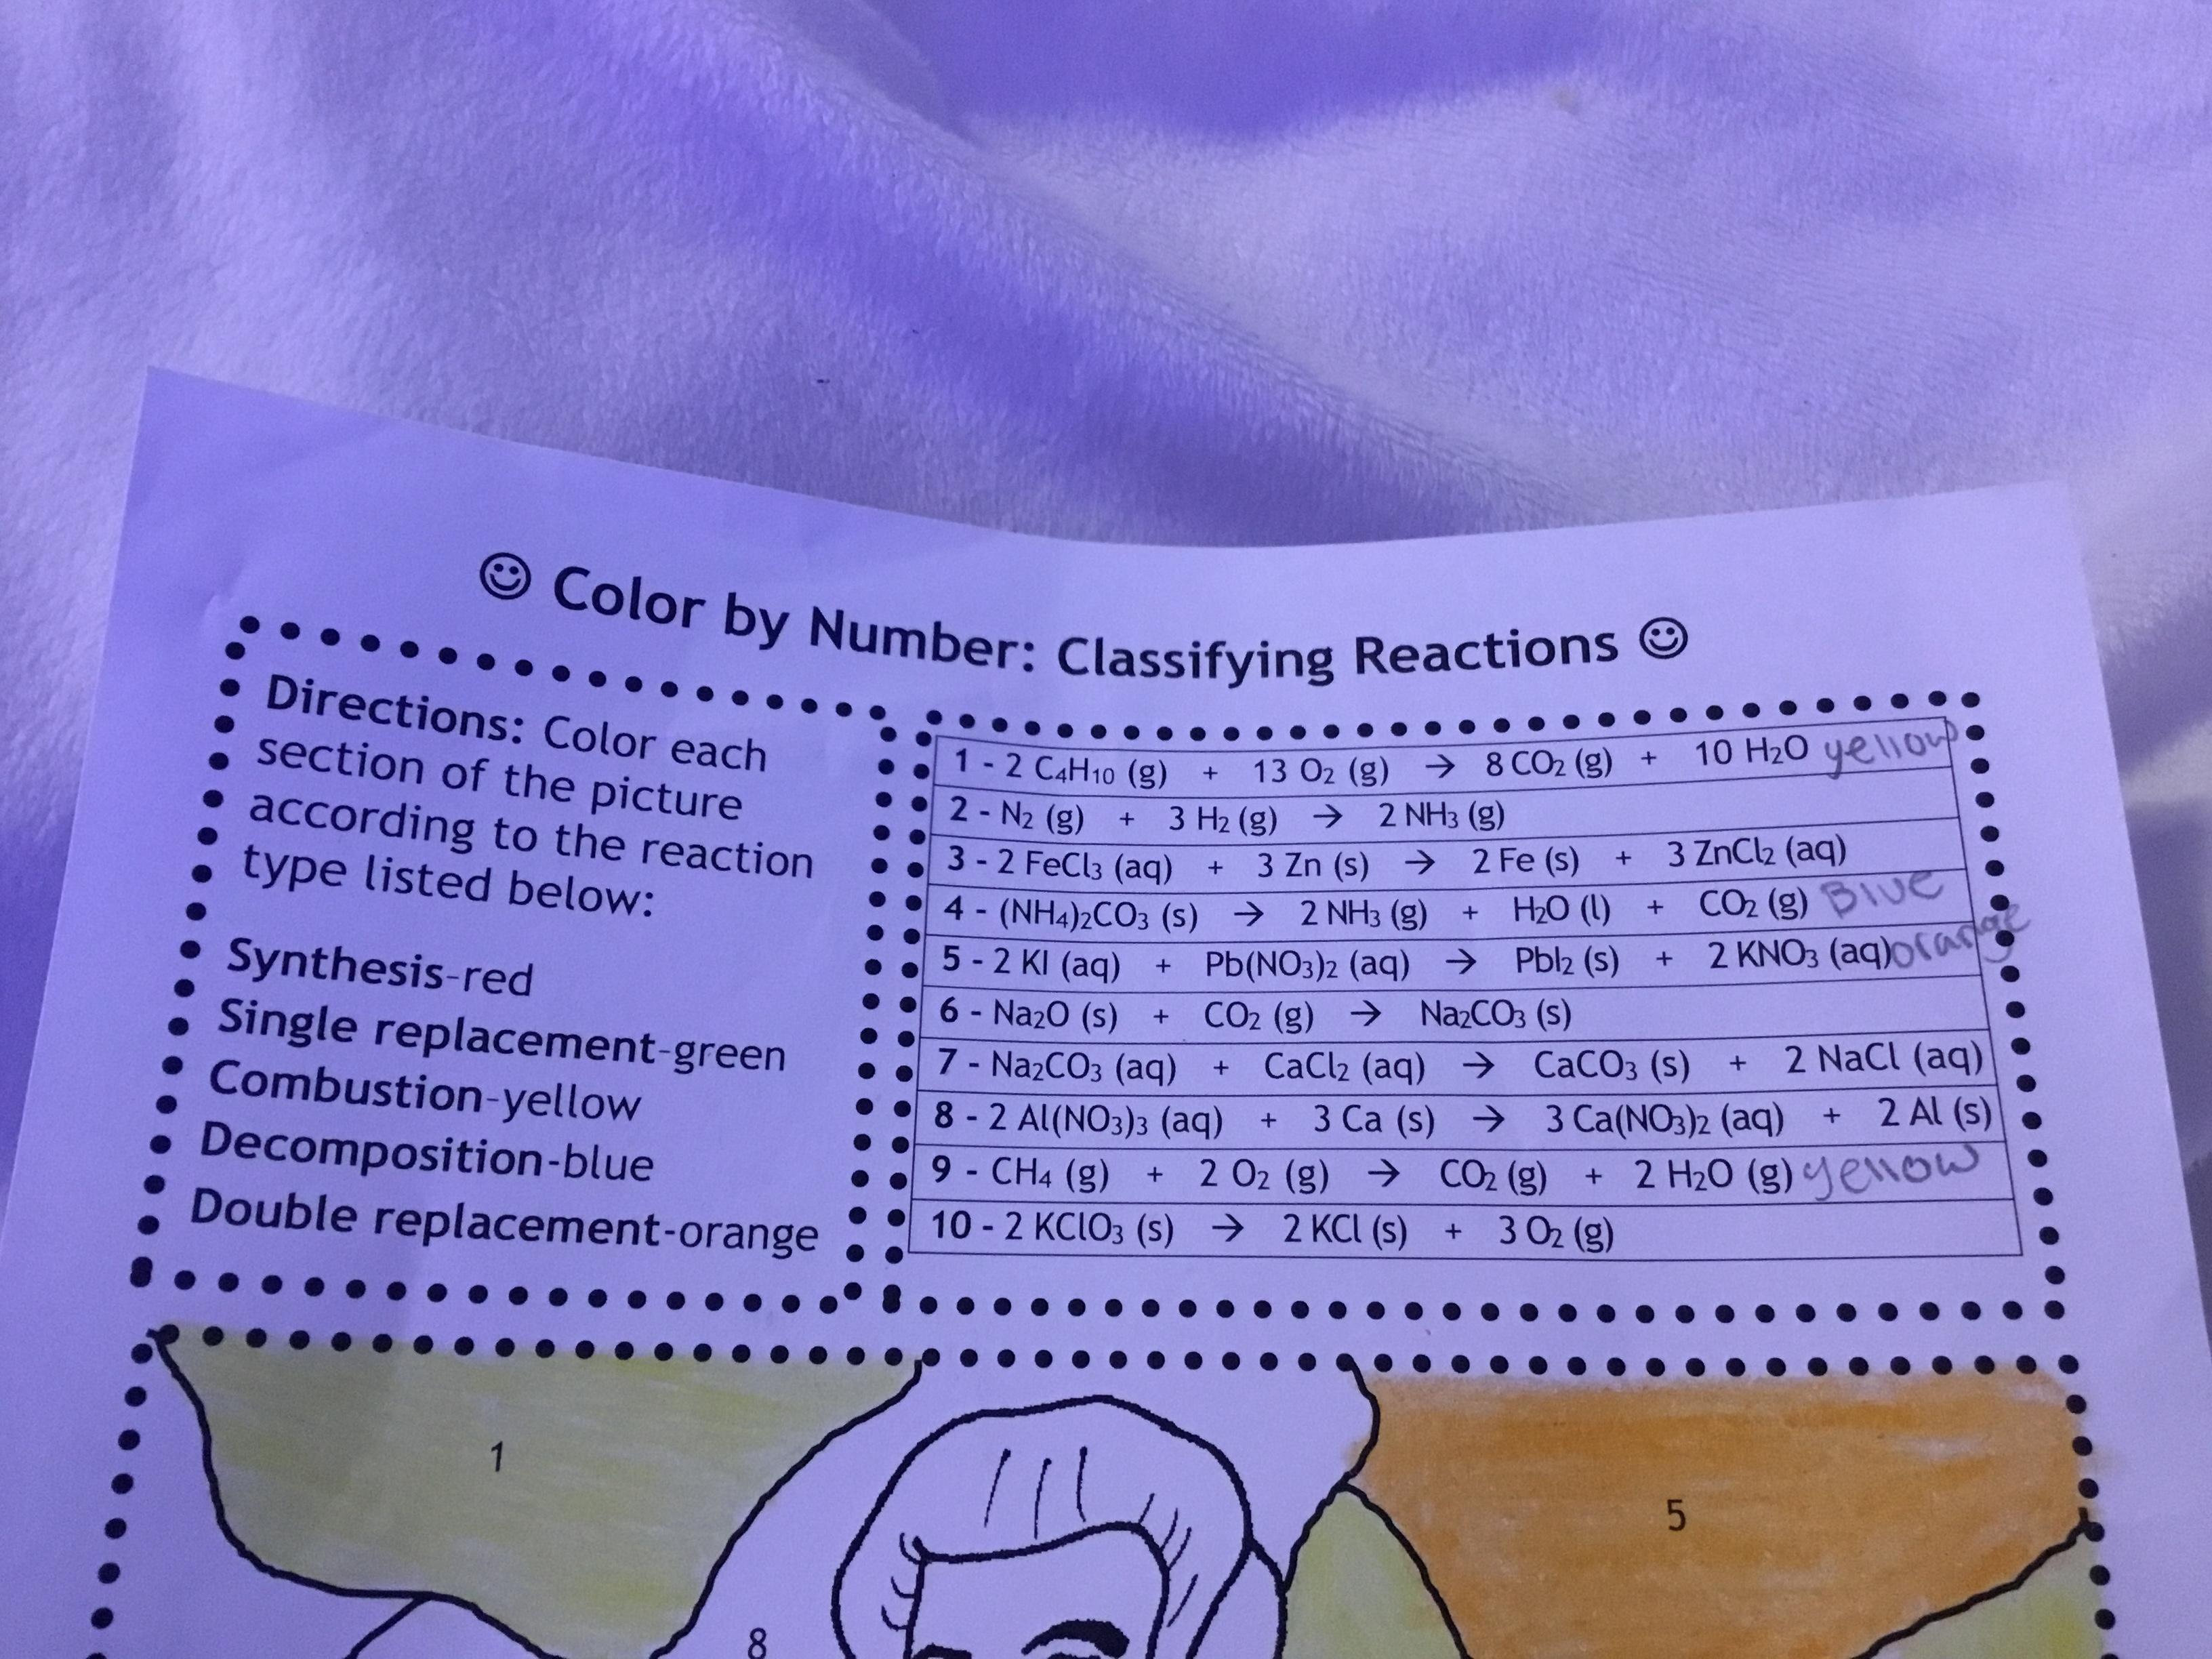 ☺ Color by Number: Classifying Reactions ☺
Directions: Color each
section of the picture
according to the reaction
type listed below:
Synthesis-red
Single replacement-green
Combustion-yellow
Decomposition-blue
Double replacement-orange
1 - 2 C₄H₁₀ (g) + 13 O₂ (g) → 8 CO₂ (g) + 10 H₂O yellow
2 - N₂ (g) + 3 H₂ (g) → 2 NH₃ (g)
3 - 2 FeCl₃ (aq) + 3 Zn (s) → 2 Fe (s) + 3 ZnCl₂ (aq)
4 - (NH₄)₂CO₃ (s) → 2 NH₃ (g) + H₂O (l) + CO₂ (g) Blue
5 - 2 KI (aq) + Pb(NO₃)₂ (aq) → PbI₂ (s) + 2 KNO₃ (aq) orange
6 - Na₂O (s) + CO₂ (g) → Na₂CO₃ (s)
7 - Na₂CO₃ (aq) + CaCl₂ (aq) → CaCO₃ (s) + 2 NaCl (aq)
8 - 2 Al(NO₃)₃ (aq) + 3 Ca (s) → 3 Ca(NO₃)₂ (aq) + 2 Al (s)
9 - CH₄ (g) + 2 O₂ (g) → CO₂ (g) + 2 H₂O (g) yellow
10 - 2 KClO₃ (s) → 2 KCl (s) + 3 O₂ (g)
1
5
8